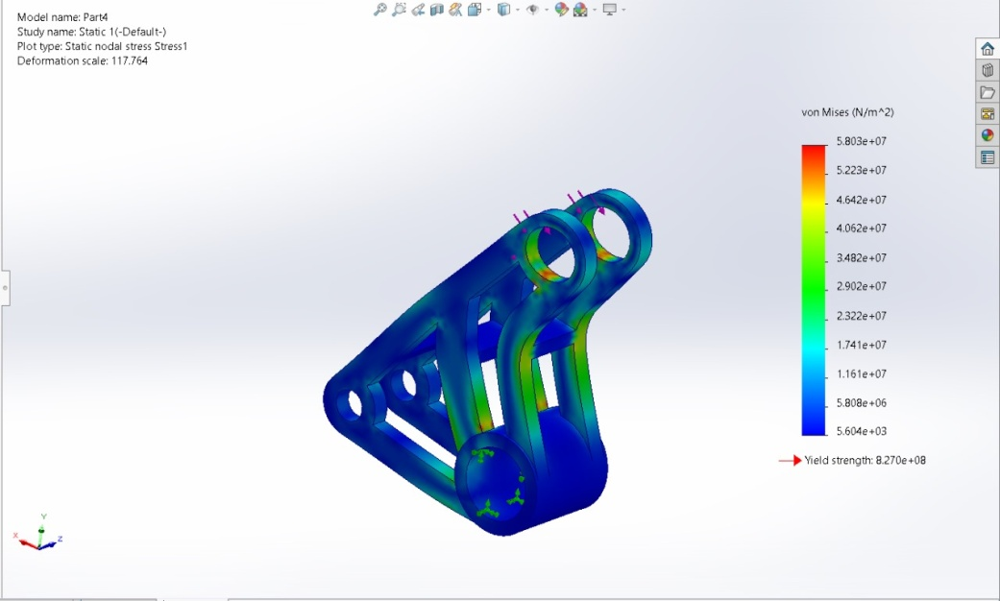 Model name: Part4
Study name: Static 1(-Default-)
Plot type: Static nodal stress Stress1
Deformation scale: 117.764
von Mises (N/m^2)
5.803e+07
5.223e+07
4.642e+07
4.062e+07
3.482e+07
2.902e+07
2.322e+07
1.741e+07
1.161e+07
5.808e+06
5.604e+03
Yield strength: 8.270e+08
Y
X
Z